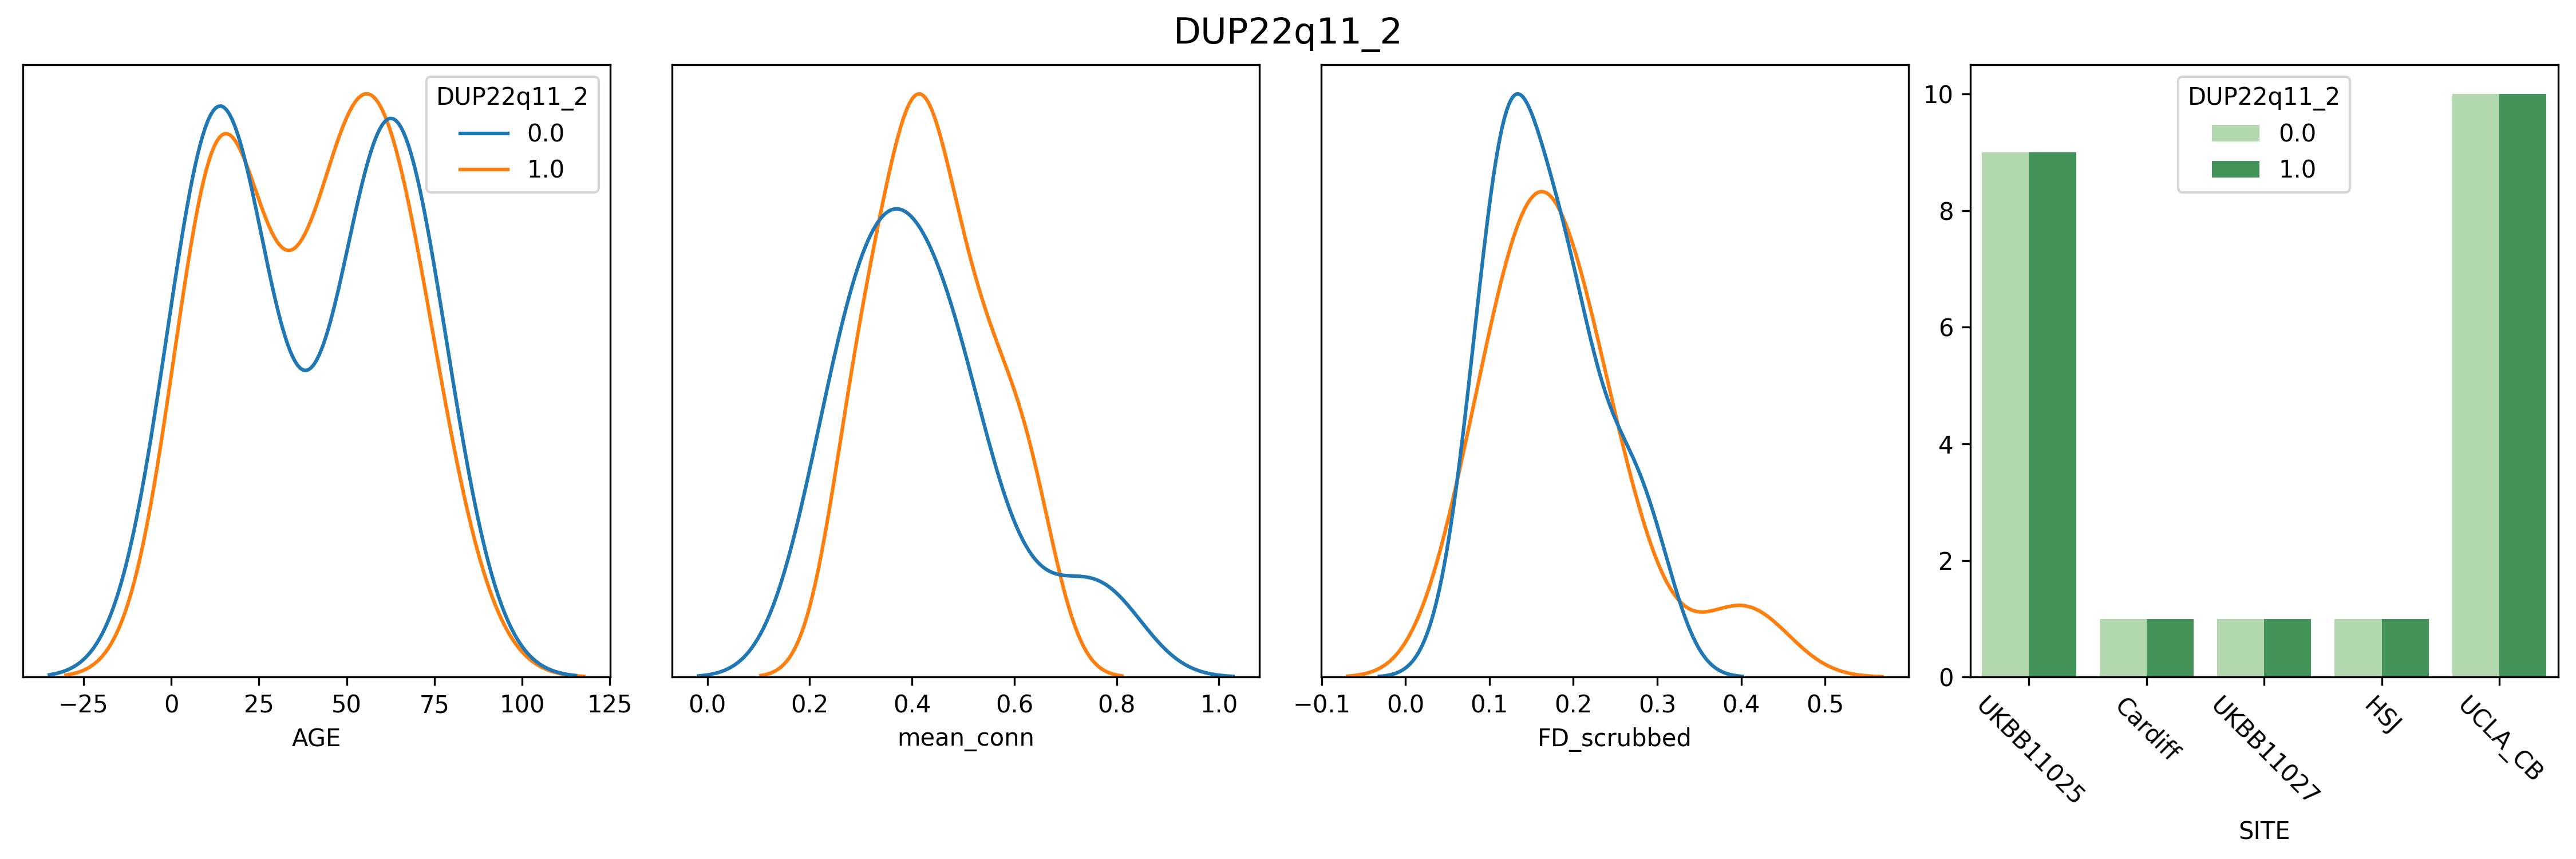 DUP22q11_2
DUP22q11_2
0.0
1.0
−25 0 25 50 75 100 125
AGE
0.0 0.2 0.4 0.6 0.8 1.0
mean_conn
−0.1 0.0 0.1 0.2 0.3 0.4 0.5
FD_scrubbed
DUP22q11_2
0.0
1.0
10
8
6
4
2
0
UKBB11025 Cardiff UKBB11027 HSJ UCLA_CB
SITE